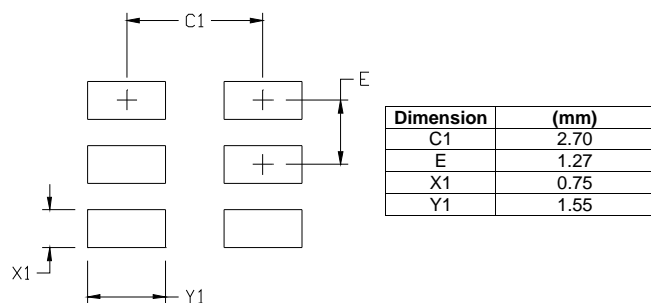 C1
E
X1
Y1
Dimension (mm)
C1 2.70
E 1.27
X1 0.75
Y1 1.55